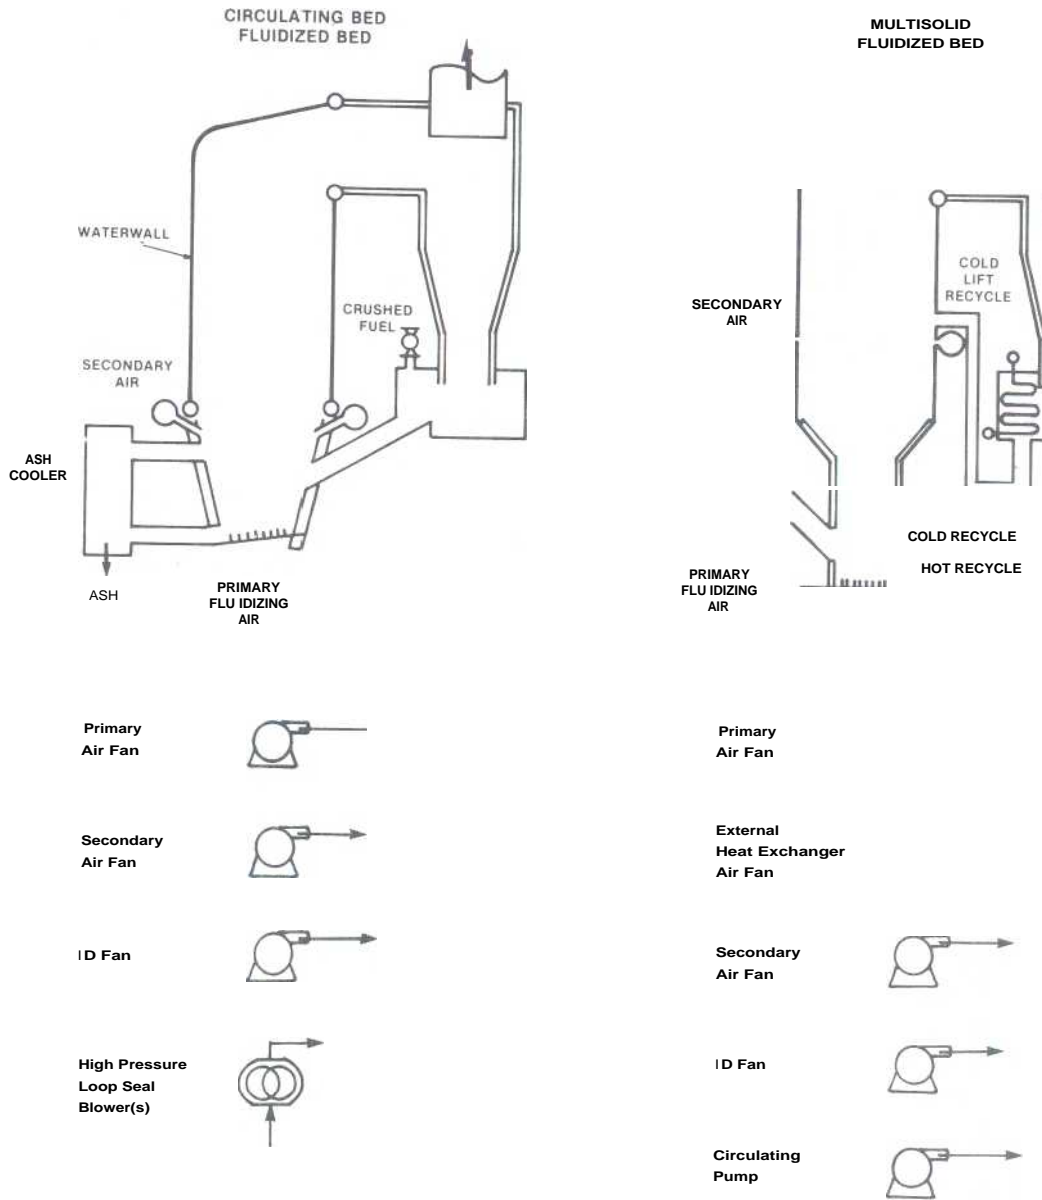 CIRCULATING BED
FLUIDIZED BED
WATERWALL
CRUSHED
FUEL
SECONDARY
AIR
ASH
COOLER
ASH
PRIMARY
FLU IDIZING
AIR
Primary
Air Fan
Secondary
Air Fan
ID Fan
High Pressure
Loop Seal
Blower(s)
MULTISOLID
FLUIDIZED BED
COLD
LIFT
RECYCLE
SECONDARY
AIR
COLD RECYCLE
HOT RECYCLE
PRIMARY
FLU IDIZING
AIR
Primary
Air Fan
External
Heat Exchanger
Air Fan
Secondary
Air Fan
ID Fan
Circulating
Pump